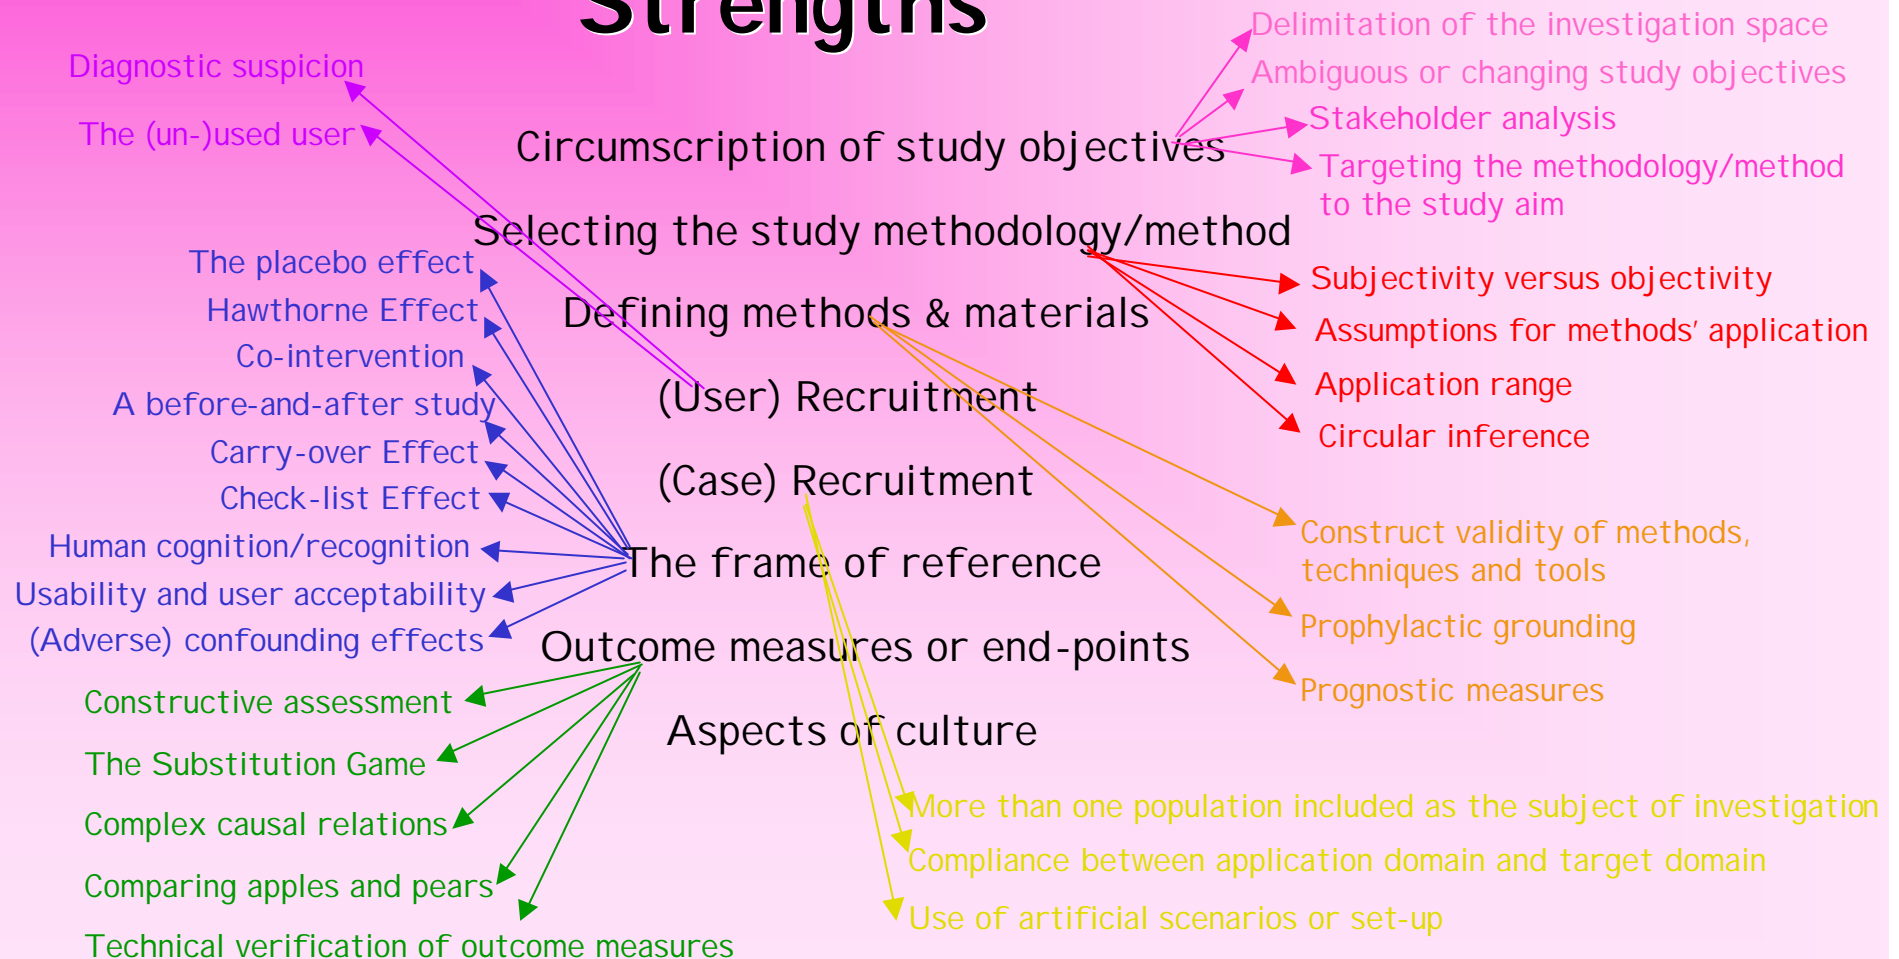 Strengths
Diagnostic suspicion
The (un-)used user
The placebo effect
Hawthorne Effect
Co-intervention
A before-and-after study
Carry-over Effect
Check-list Effect
Human cognition/recognition
Usability and user acceptability
(Adverse) confounding effects
Constructive assessment
The Substitution Game
Complex causal relations
Comparing apples and pears
Technical verification of outcome measures
Circumscription of study objectives
Selecting the study methodology/method
Defining methods & materials
(User) Recruitment
(Case) Recruitment
The frame of reference
Outcome measures or end-points
Aspects of culture
Delimitation of the investigation space
Ambiguous or changing study objectives
Stakeholder analysis
Targeting the methodology/method
to the study aim
Subjectivity versus objectivity
Assumptions for methods’ application
Application range
Circular inference
Construct validity of methods,
techniques and tools
Prophylactic grounding
Prognostic measures
More than one population included as the subject of investigation
Compliance between application domain and target domain
Use of artificial scenarios or set-up